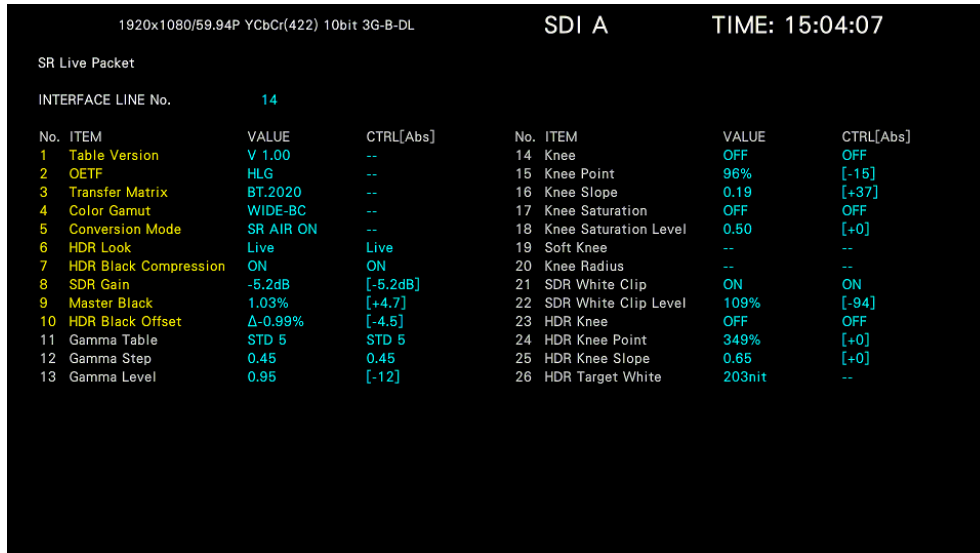 1920x1080/59.94P YCbCr(422) 10bit 3G-B-DL SDI A TIME: 15:04:07
SR Live Packet
INTERFACE LINE No. 14
No. ITEM VALUE CTRL[Abs] No. ITEM VALUE CTRL[Abs]
1 Table Version V 1.00 -- 14 Knee OFF OFF
2 OETF HLG -- 15 Knee Point 96% [-15]
3 Transfer Matrix BT.2020 -- 16 Knee Slope 0.19 [+37]
4 Color Gamut WIDE-BC -- 17 Knee Saturation OFF OFF
5 Conversion Mode SR AIR ON -- 18 Knee Saturation Level 0.50 [+0]
6 HDR Look Live Live 19 Soft Knee -- --
7 HDR Black Compression ON ON 20 Knee Radius -- --
8 SDR Gain -5.2dB [-5.2dB] 21 SDR White Clip ON ON
9 Master Black 1.03% [+4.7] 22 SDR White Clip Level 109% [-94]
10 HDR Black Offset Δ-0.99% [-4.5] 23 HDR Knee OFF OFF
11 Gamma Table STD 5 STD 5 24 HDR Knee Point 349% [+0]
12 Gamma Step 0.45 0.45 25 HDR Knee Slope 0.65 [+0]
13 Gamma Level 0.95 [-12] 26 HDR Target White 203nit --